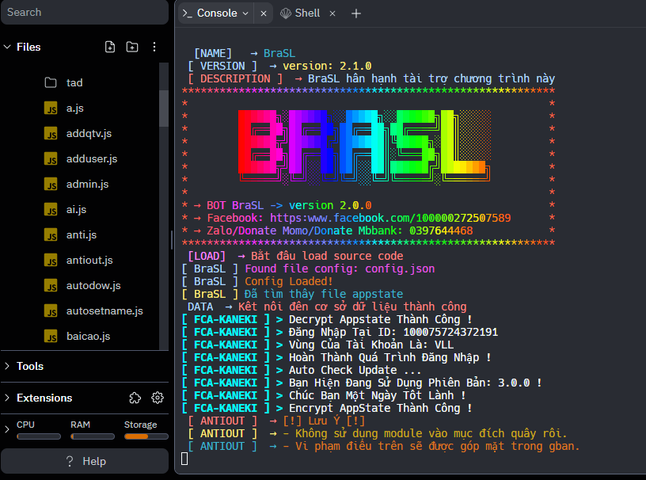 Search
Console
Shell
Files
tad
a.js
addqtv.js
adduser.js
admin.js
ai.js
anti.js
antiout.js
autodow.js
autosetname.js
baicao.js
Tools
Extensions
CPU
RAM
Storage
? Help
[NAME] → BraSL
[ VERSION ] → version: 2.1.0
[ DESCRIPTION ] → BraSL hân hạnh tài trợ chương trình này
BRASL
* → BOT BraSL -> version 2.0.0 *
* → Facebook: https:www.facebook.com/100000272507589 *
* → Zalo/Donate Momo/Donate Mbbank: 0397644468 *
[LOAD] → Bắt đầu load source code
[ BraSL ] Found file config: config.json
[ BraSL ] Config Loaded!
[ BraSL ] Đã tìm thấy file appstate
DATA → Kết nối đến cơ sở dữ liệu thành công
[ FCA-KANEKI ] > Decrypt Appstate Thành Công !
[ FCA-KANEKI ] > Đăng Nhập Tại ID: 100075724372191
[ FCA-KANEKI ] > Vùng Của Tài Khoản Là: VLL
[ FCA-KANEKI ] > Hoàn Thành Quá Trình Đăng Nhập !
[ FCA-KANEKI ] > Auto Check Update ...
[ FCA-KANEKI ] > Bạn Hiện Đang Sử Dụng Phiên Bản: 3.0.0 !
[ FCA-KANEKI ] > Chúc Bạn Một Ngày Tốt Lành !
[ FCA-KANEKI ] > Encrypt AppState Thành Công !
[ ANTIOUT ] → [!] Lưu Ý [!]
[ ANTIOUT ] → - Không sử dụng module vào mục đích quây rối.
[ ANTIOUT ] → - Vi phạm điều trên sẽ được góp mặt trong gban.